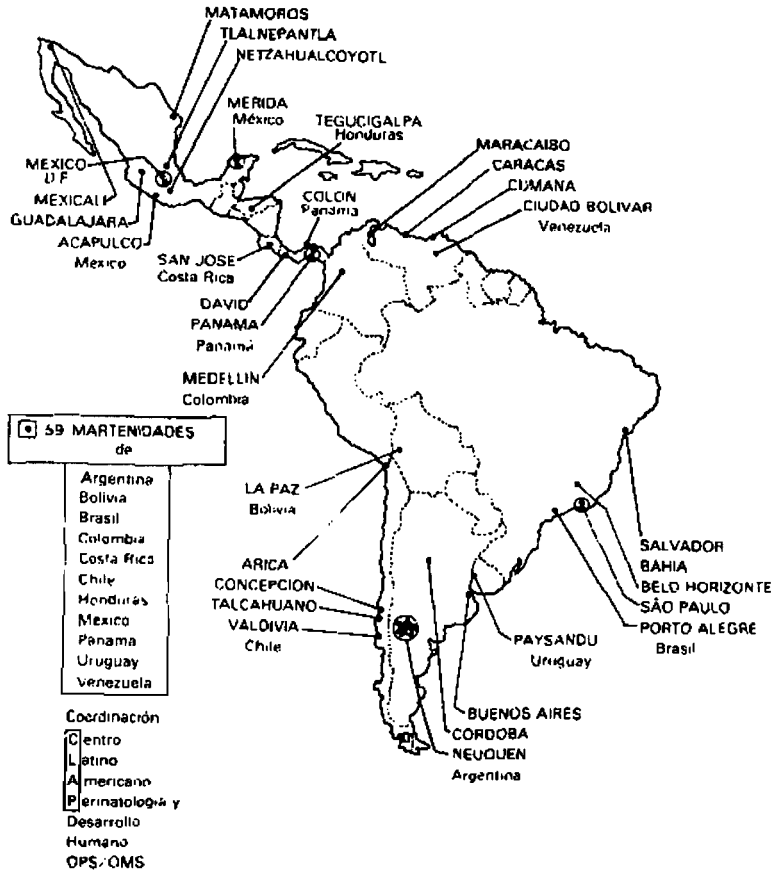 MATAMOROS
TLALNEPANTLA
NETZAHUALCOYOTL
MERIDA
México
TEGUCIGALPA
Honduras
MARACAIBO
CARACAS
CUMANA
CIUDAD BOLIVAR
Venezuela
MEXICO
D F
MEXICALI
GUADALAJARA
ACAPULCO
México
COLON
Panamá
SAN JOSE
Costa Rica
DAVID
PANAMA
Panamá
MEDELLIN
Colombia
59 MARTENIDADES
de
Argentina
Bolivia
Brasil
Colombia
Costa Rica
Chile
Honduras
Mexico
Panama
Uruguay
Venezuela
LA PAZ
Bolivia
ARICA
CONCEPCION
TALCAHUANO
VALDIVIA
Chile
SALVADOR
BAHIA
BELO HORIZONTE
SÃO PAULO
PORTO ALEGRE
Brasil
PAYSANDU
Uruguay
BUENOS AIRES
CORDOBA
NEUQUEN
Argentina
Coordinación
Centro
Latino
Americano
Perinatología y
Desarrollo
Humano
OPS/OMS